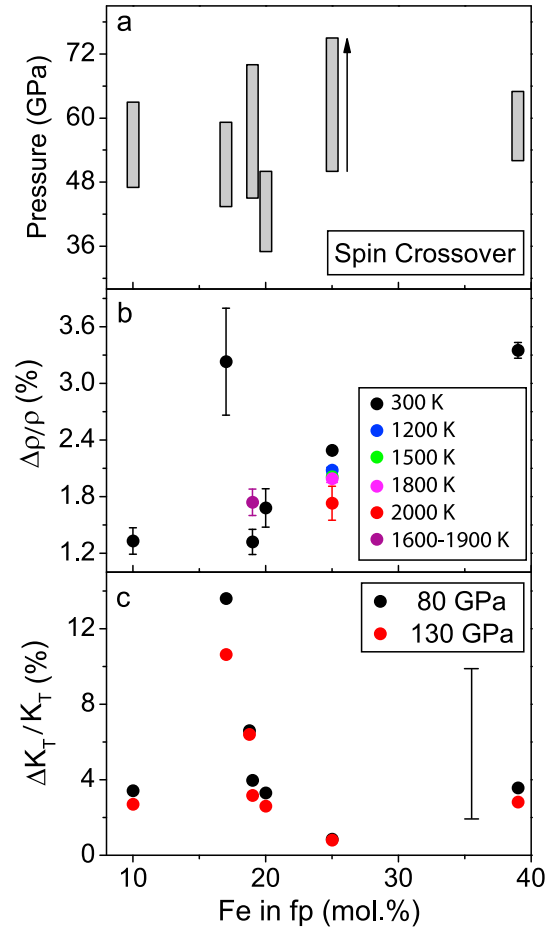 a
72
60
48
36
Pressure (GPa)
Spin Crossover
b
3.6
3.0
2.4
1.8
1.2
Δρ/ρ (%)
300 K
1200 K
1500 K
1800 K
2000 K
1600-1900 K
c
12
8
4
0
ΔK_T/K_T (%)
80 GPa
130 GPa
10 20 30 40
Fe in fp (mol.%)